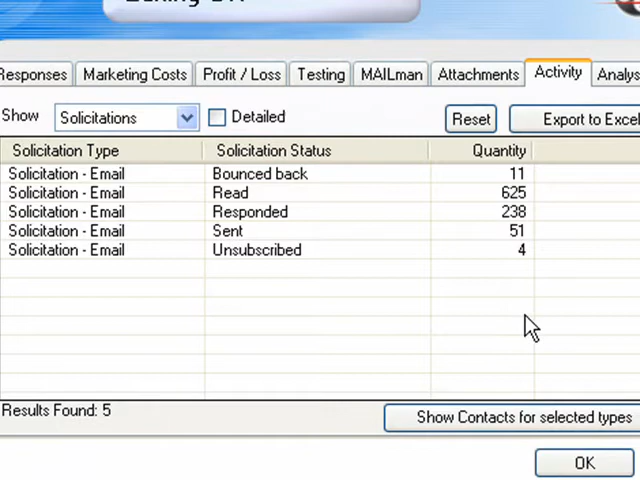 Responses Marketing Costs Profit / Loss Testing MAILman Attachments Activity
Show Solicitations Detailed Reset Export to Excel
Solicitation Type Solicitation Status Quantity
Solicitation - Email Bounced back 11
Solicitation - Email Read 625
Solicitation - Email Responded 238
Solicitation - Email Sent 51
Solicitation - Email Unsubscribed 4
Results Found: 5
Show Contacts for selected types
OK